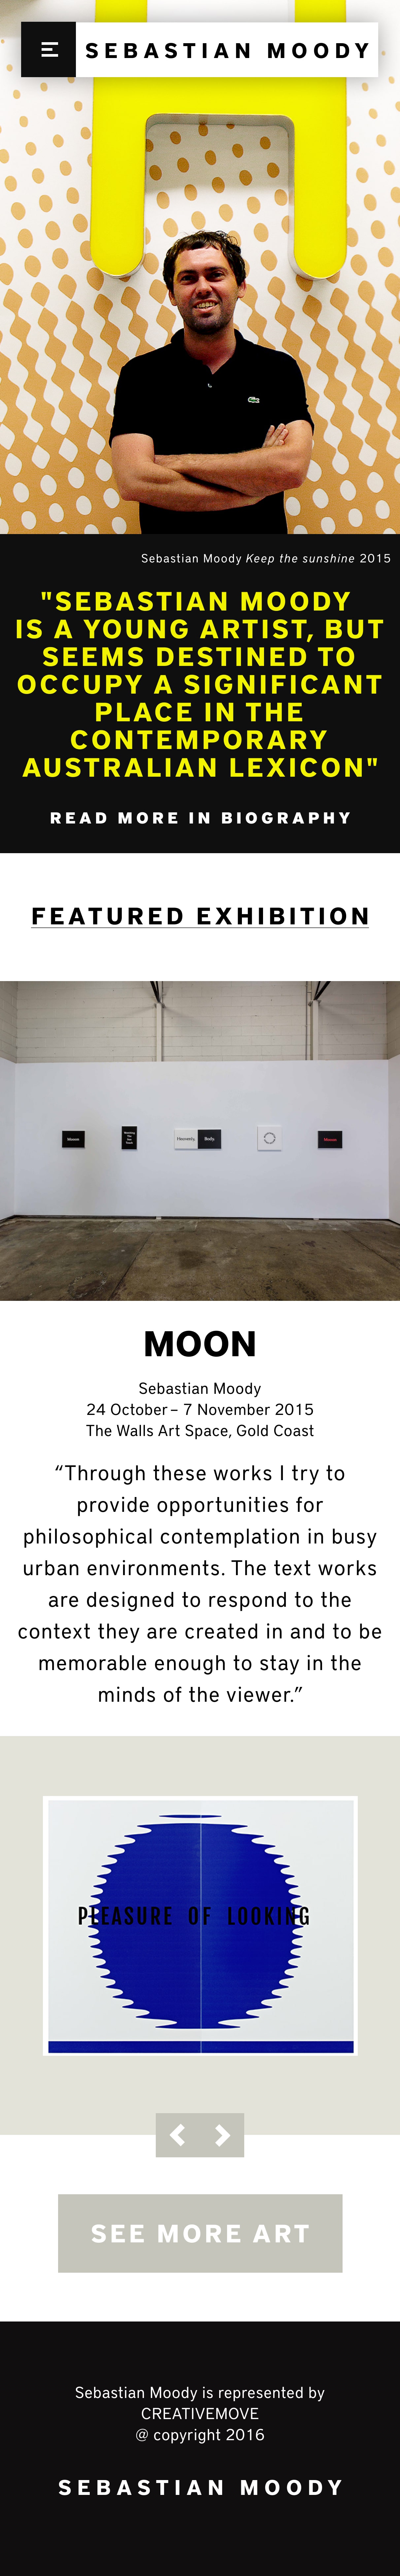 SEBASTIAN MOODY
Sebastian Moody Keep the sunshine 2015
"SEBASTIAN MOODY
IS A YOUNG ARTIST, BUT
SEEMS DESTINED TO
OCCUPY A SIGNIFICANT
PLACE IN THE
CONTEMPORARY
AUSTRALIAN LEXICON"
READ MORE IN BIOGRAPHY
FEATURED EXHIBITION
Heavenly
Body.
MOON
Sebastian Moody
24 October – 7 November 2015
The Walls Art Space, Gold Coast
“Through these works I try to
provide opportunities for
philosophical contemplation in busy
urban environments. The text works
are designed to respond to the
context they are created in and to be
memorable enough to stay in the
minds of the viewer.”
PLEASURE OF LOOKING
SEE MORE ART
Sebastian Moody is represented by
CREATIVEMOVE
@ copyright 2016
SEBASTIAN MOODY